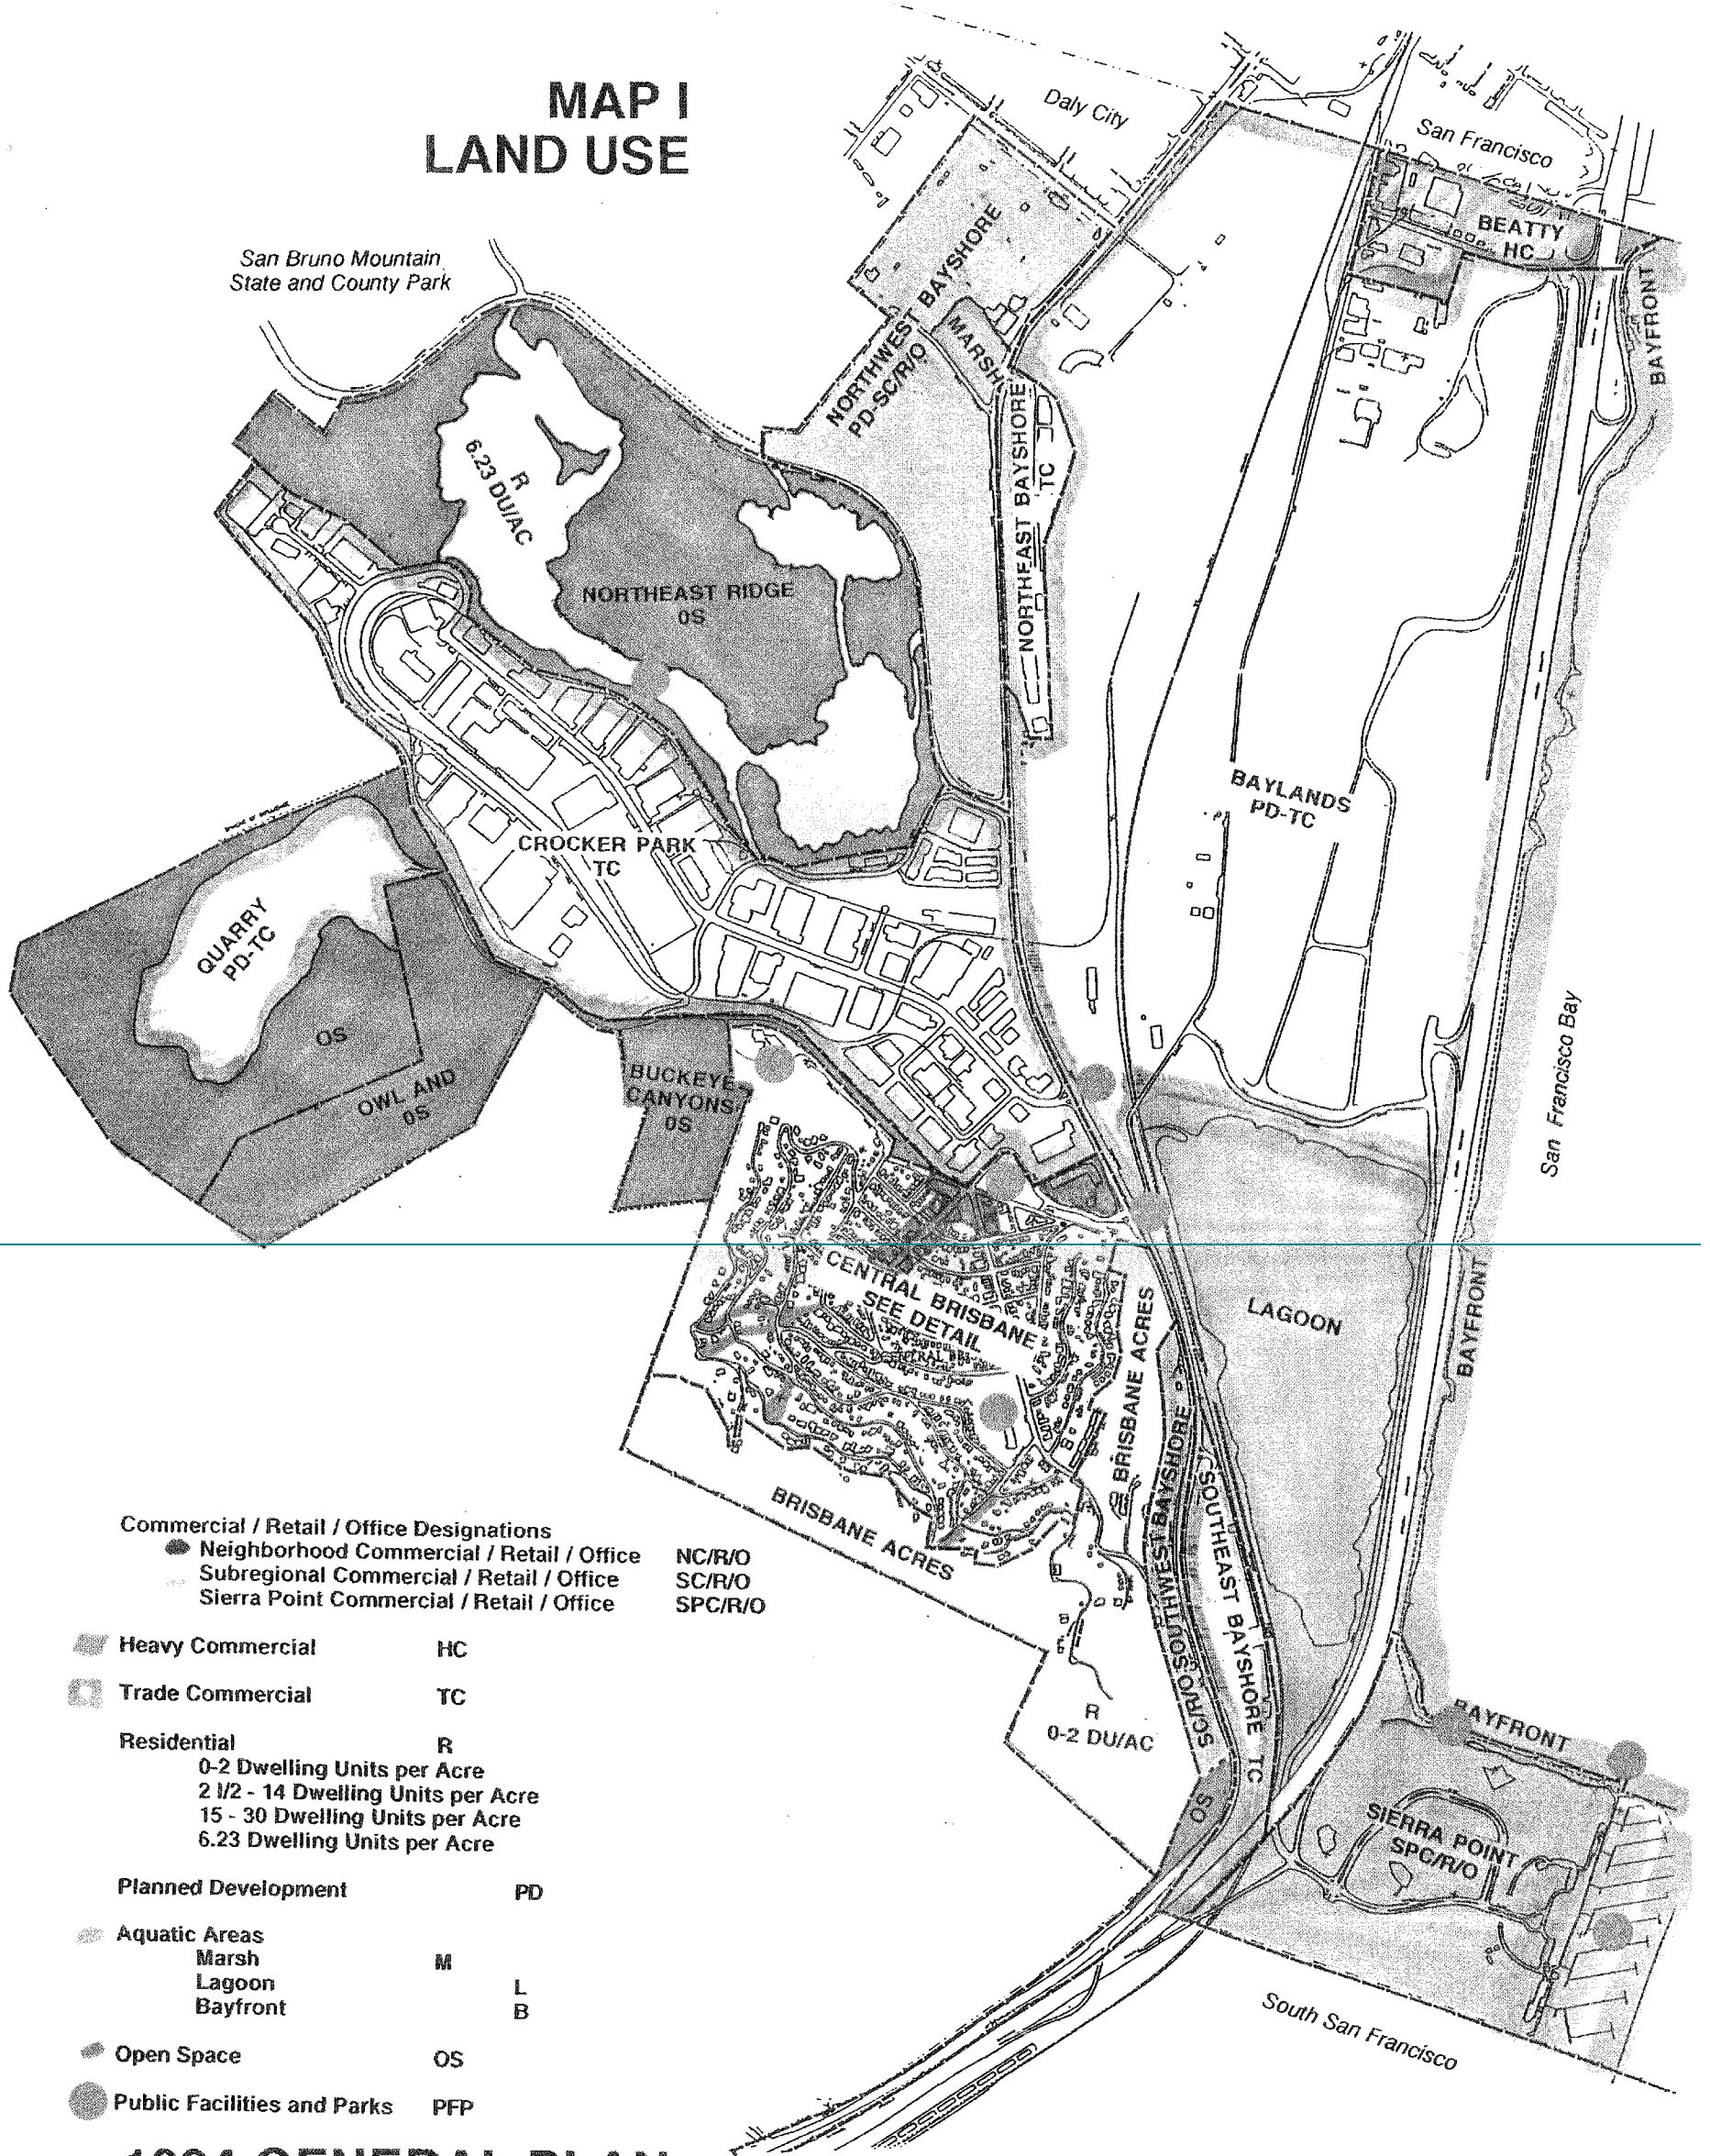 MAP I
LAND USE
Daly City
San Francisco
BEATTY
HC
BAYFRONT
San Bruno Mountain
State and County Park
NORTHWEST BAYSHORE
PD-SC/R/O
MARSH
NORTHEAST BAYSHORE
TC
R
6.23 DU/AC
NORTHEAST RIDGE
OS
BAYLANDS
PD-TC
CROCKER PARK
TC
QUARRY
PD-TC
OS
OWL AND
OS
BUCKEYE
CANYONS
OS
San Francisco Bay
CENTRAL BRISBANE
SEE DETAIL
BRISBANE ACRES
LAGOON
BAYFRONT
BRISBANE ACRES
SC/R/O SOUTHWEST BAYSHORE
SOUTHEAST BAYSHORE TC
R
0-2 DU/AC
OS
BAYFRONT
SIERRA POINT
SPC/R/O
South San Francisco
Commercial / Retail / Office Designations
Neighborhood Commercial / Retail / Office NC/R/O
Subregional Commercial / Retail / Office SC/R/O
Sierra Point Commercial / Retail / Office SPC/R/O
Heavy Commercial HC
Trade Commercial TC
Residential R
0-2 Dwelling Units per Acre
2 1/2 - 14 Dwelling Units per Acre
15 - 30 Dwelling Units per Acre
6.23 Dwelling Units per Acre
Planned Development PD
Aquatic Areas
Marsh M
Lagoon L
Bayfront B
Open Space OS
Public Facilities and Parks PFP
1994 GENERAL PLAN